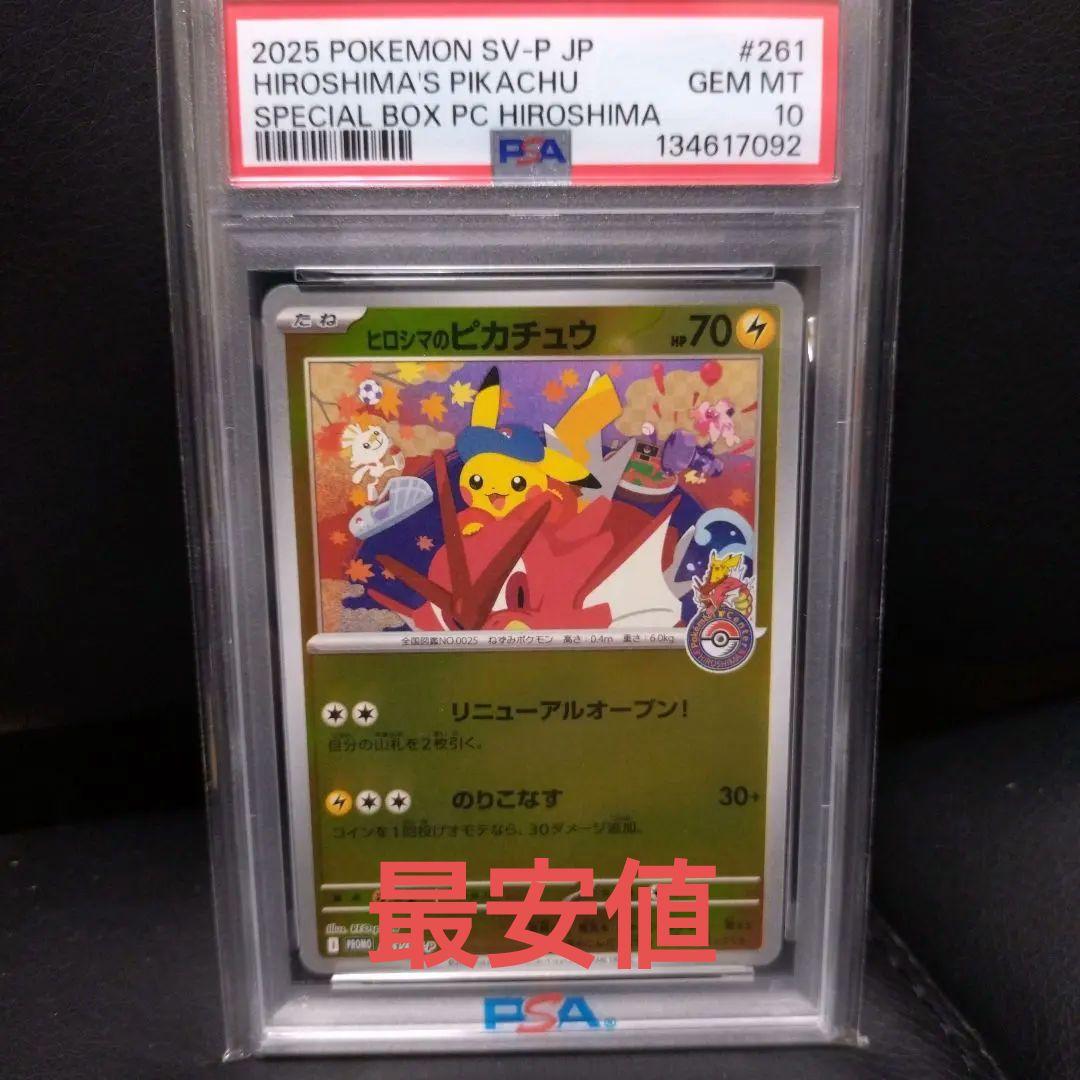 2025 POKEMON SV-P JP #261
HIROSHIMA'S PIKACHU GEM MT
SPECIAL BOX PC HIROSHIMA 10
PSA 134617092
たね
ヒロシマのピカチュウ HP70
全国図鑑NO.0025 ねずみポケモン 高さ:0.4m 重さ:6.0kg
Pokémon Center
HIROSHIMA
リニューアルオープン!
自分の山札を2枚引く。
のりこなす 30+
コインを1回投げオモテなら、30ダメージ追加。
最安値
Illus.
I PROMO
PSA